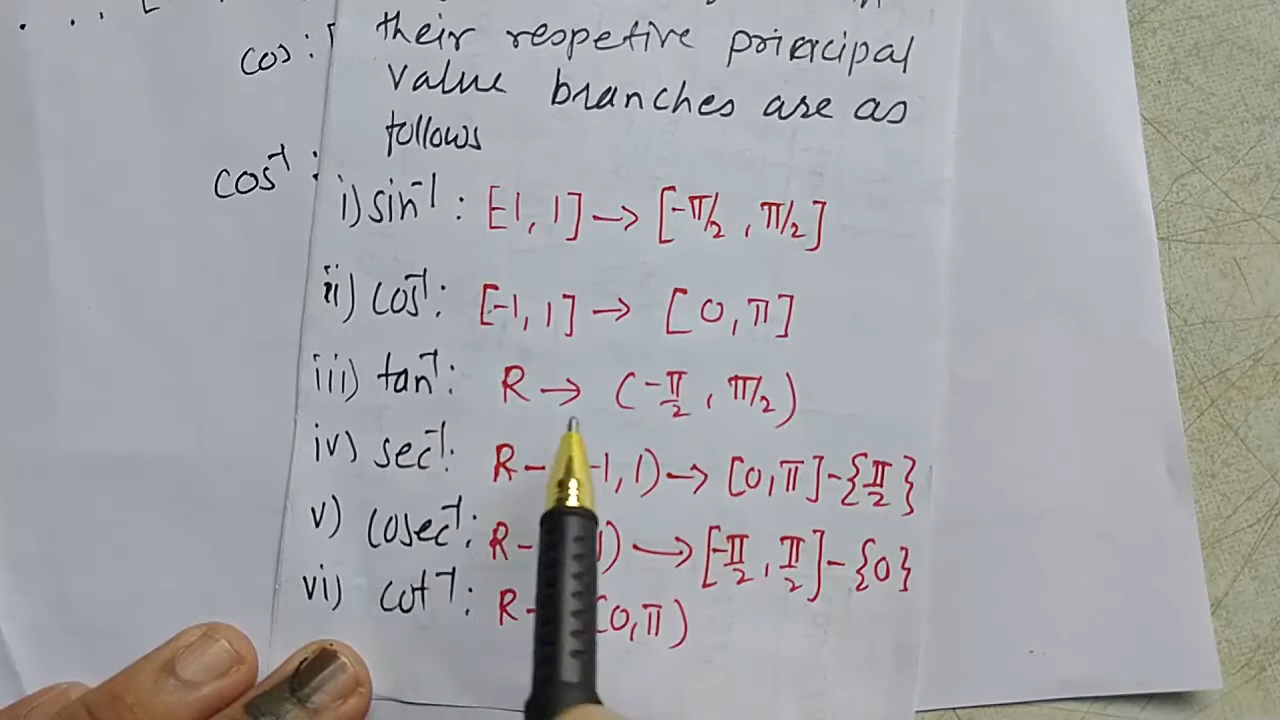 cos :
their respetive principal
value branches are as
follows
cos⁻¹ :
i) sin⁻¹ : [-1, 1] → [-π/2 , π/2]
ii) cos⁻¹ : [-1, 1] → [0, π]
iii) tan⁻¹ : R → (-π/2 , π/2)
iv) sec⁻¹ : R - -1, 1) → [0, π] - {π/2}
v) cosec⁻¹ : R - 1) → [-π/2 , π/2] - {0}
vi) cot⁻¹ : R - (0, π)